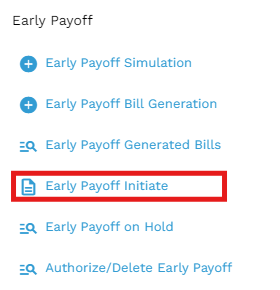 Early Payoff
Early Payoff Simulation
Early Payoff Bill Generation
Early Payoff Generated Bills
Early Payoff Initiate
Early Payoff on Hold
Authorize/Delete Early Payoff